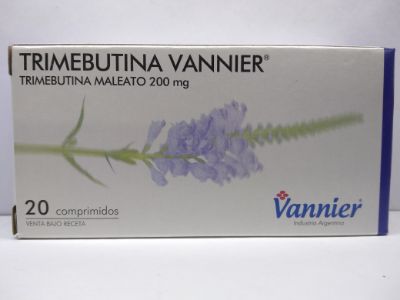 TRIMEBUTINA VANNIER®
TRIMEBUTINA MALEATO 200 mg
20 comprimidos
VENTA BAJO RECETA
Vannier®
Industria Argentina